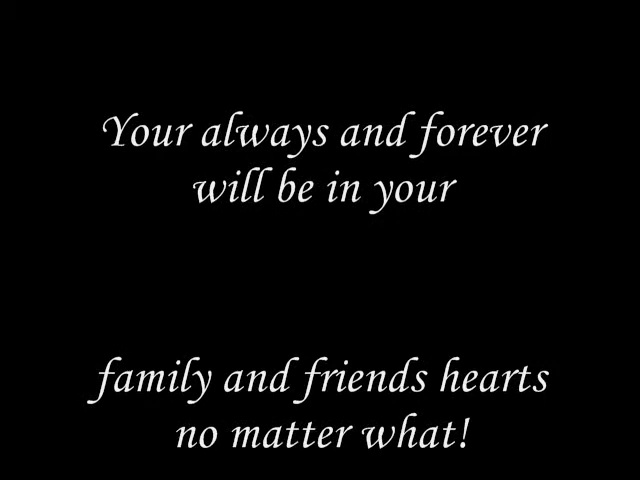 Your always and forever
will be in your
family and friends hearts
no matter what!